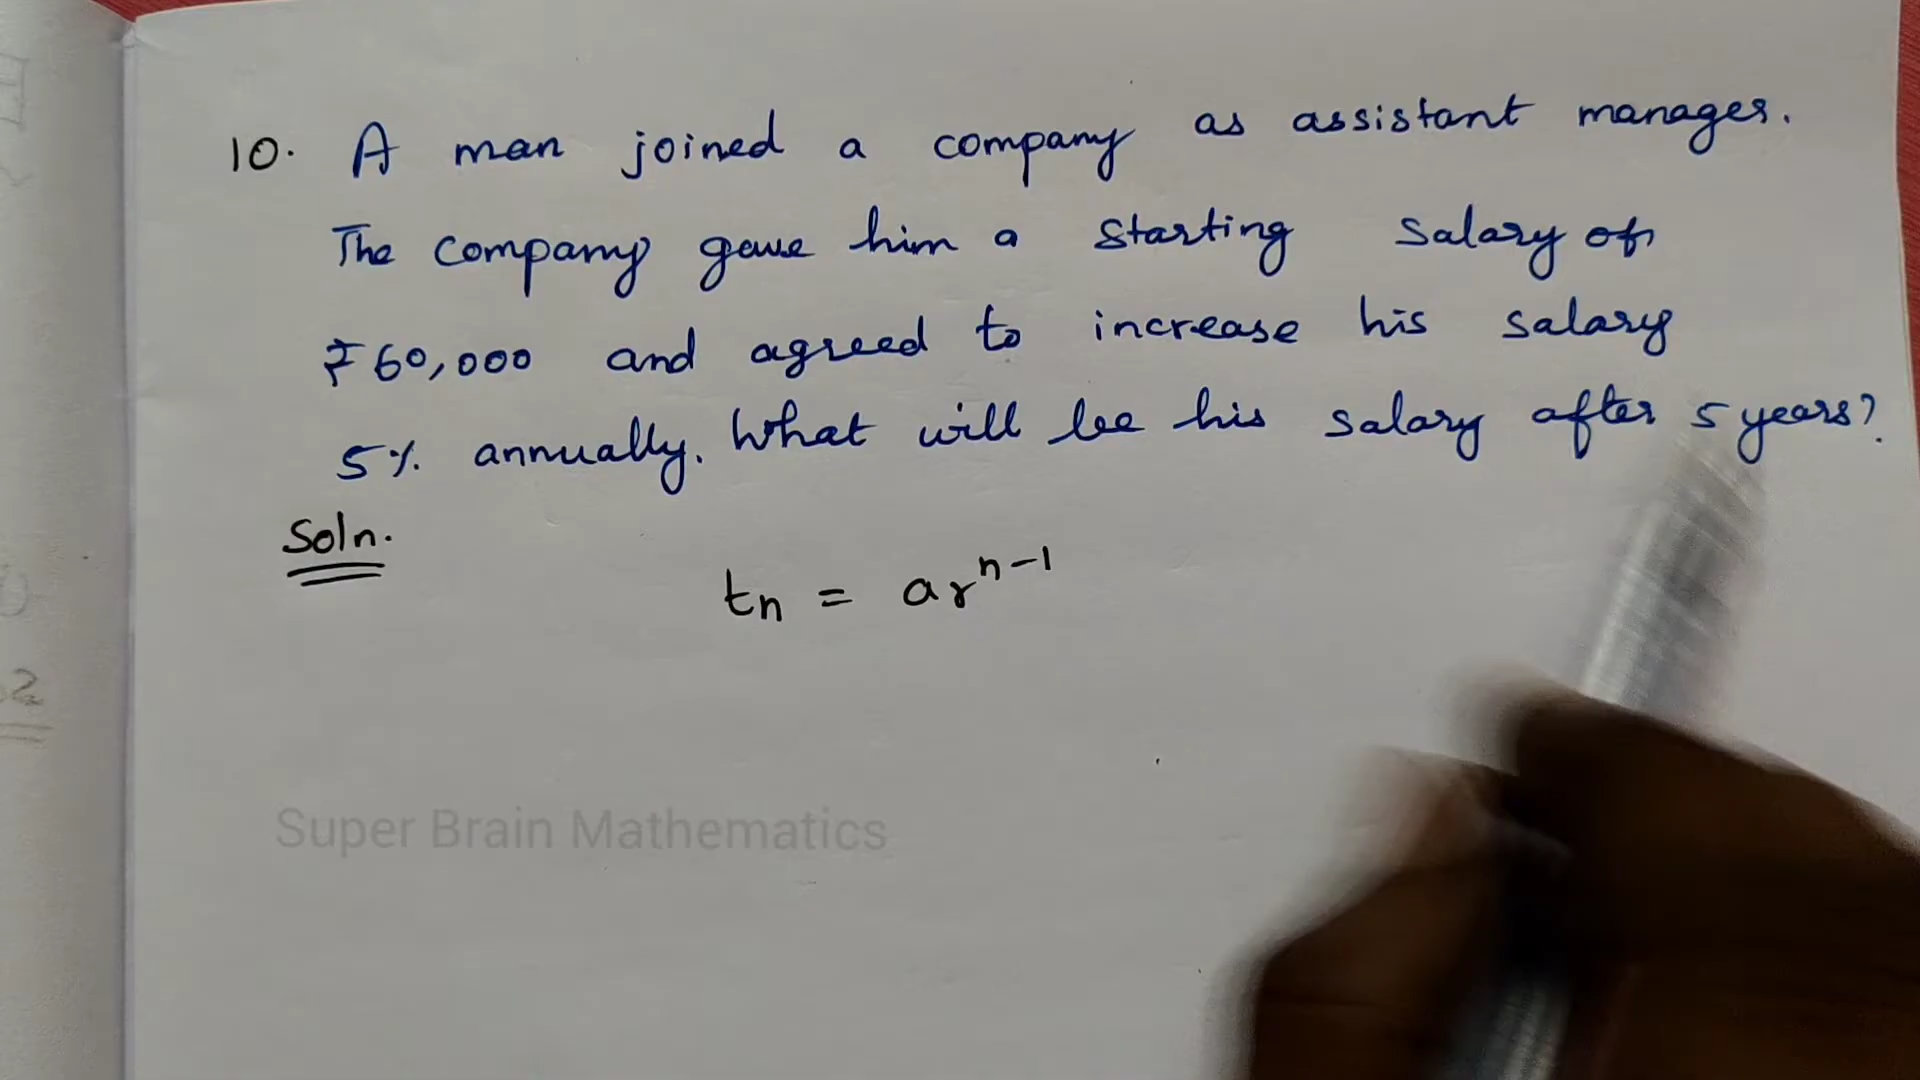 10. A man joined a company as assistant manager.
The company gave him a starting salary of
₹60,000 and agreed to increase his salary
5% annually. What will be his salary after 5 years?
Soln.
tn = ar^n-1
2
Super Brain Mathematics